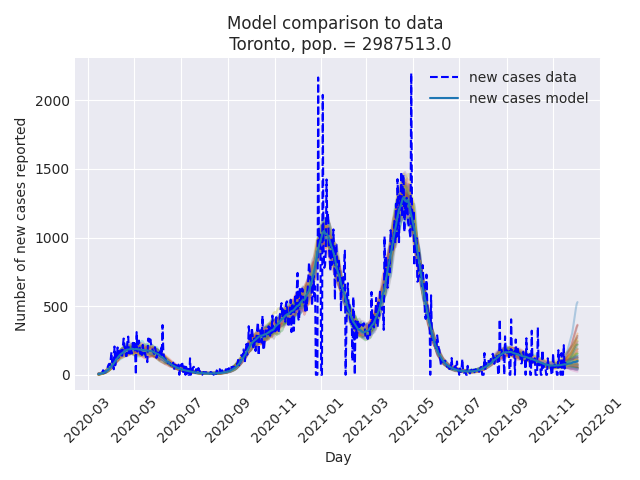 Model comparison to data
Toronto, pop. = 2987513.0
new cases data
new cases model
Number of new cases reported
2000
1500
1000
500
0
2020-03
2020-05
2020-07
2020-09
2020-11
2021-01
2021-03
2021-05
2021-07
2021-09
2021-11
2022-01
Day